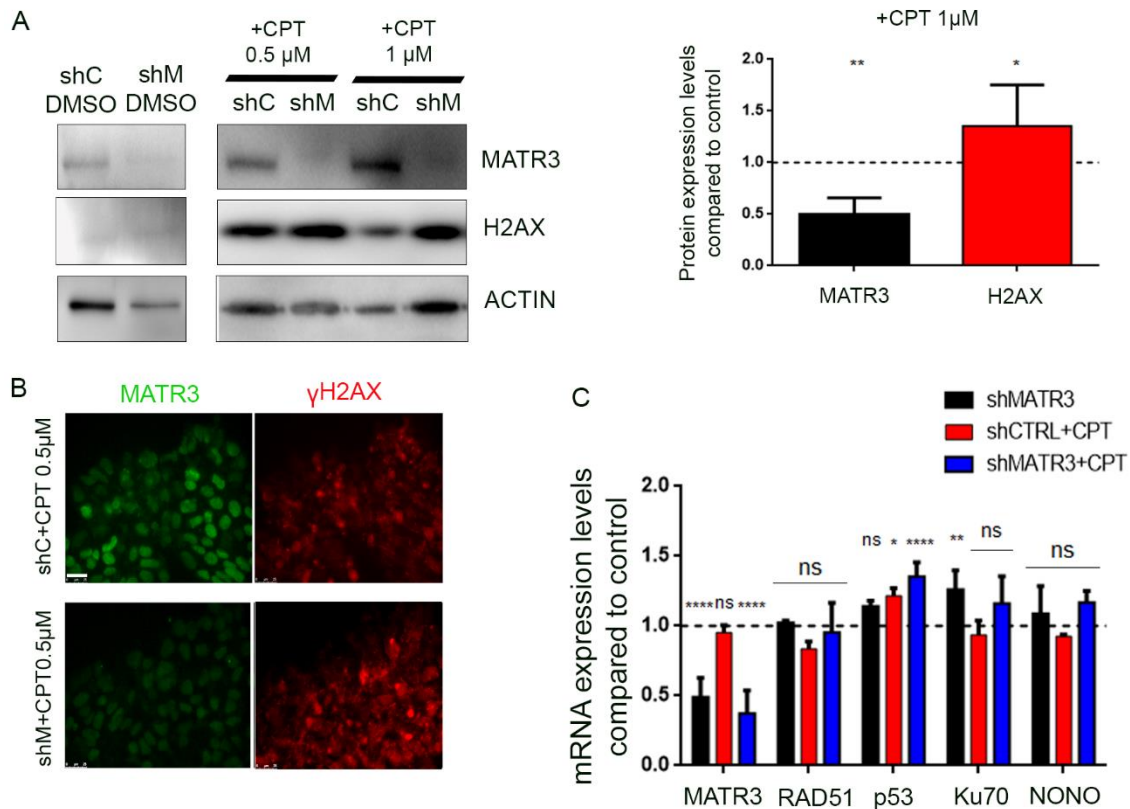 A
+CPT
0.5 µM
+CPT
1 µM
shC
DMSO
shM
DMSO
shC shM
shC shM
MATR3
H2AX
ACTIN
+CPT 1µM
Protein expression levels
compared to control
2.0
1.5
1.0
0.5
0.0
**
*
MATR3
H2AX
B
MATR3
γH2AX
shC+CPT 0.5µM
shM+CPT0.5µM
C
shMATR3
shCTRL+CPT
shMATR3+CPT
mRNA expression levels
compared to control
2.0
1.5
1.0
0.5
0.0
**** ns ****
ns
ns * ****
** ns
ns
MATR3 RAD51 p53 Ku70 NONO